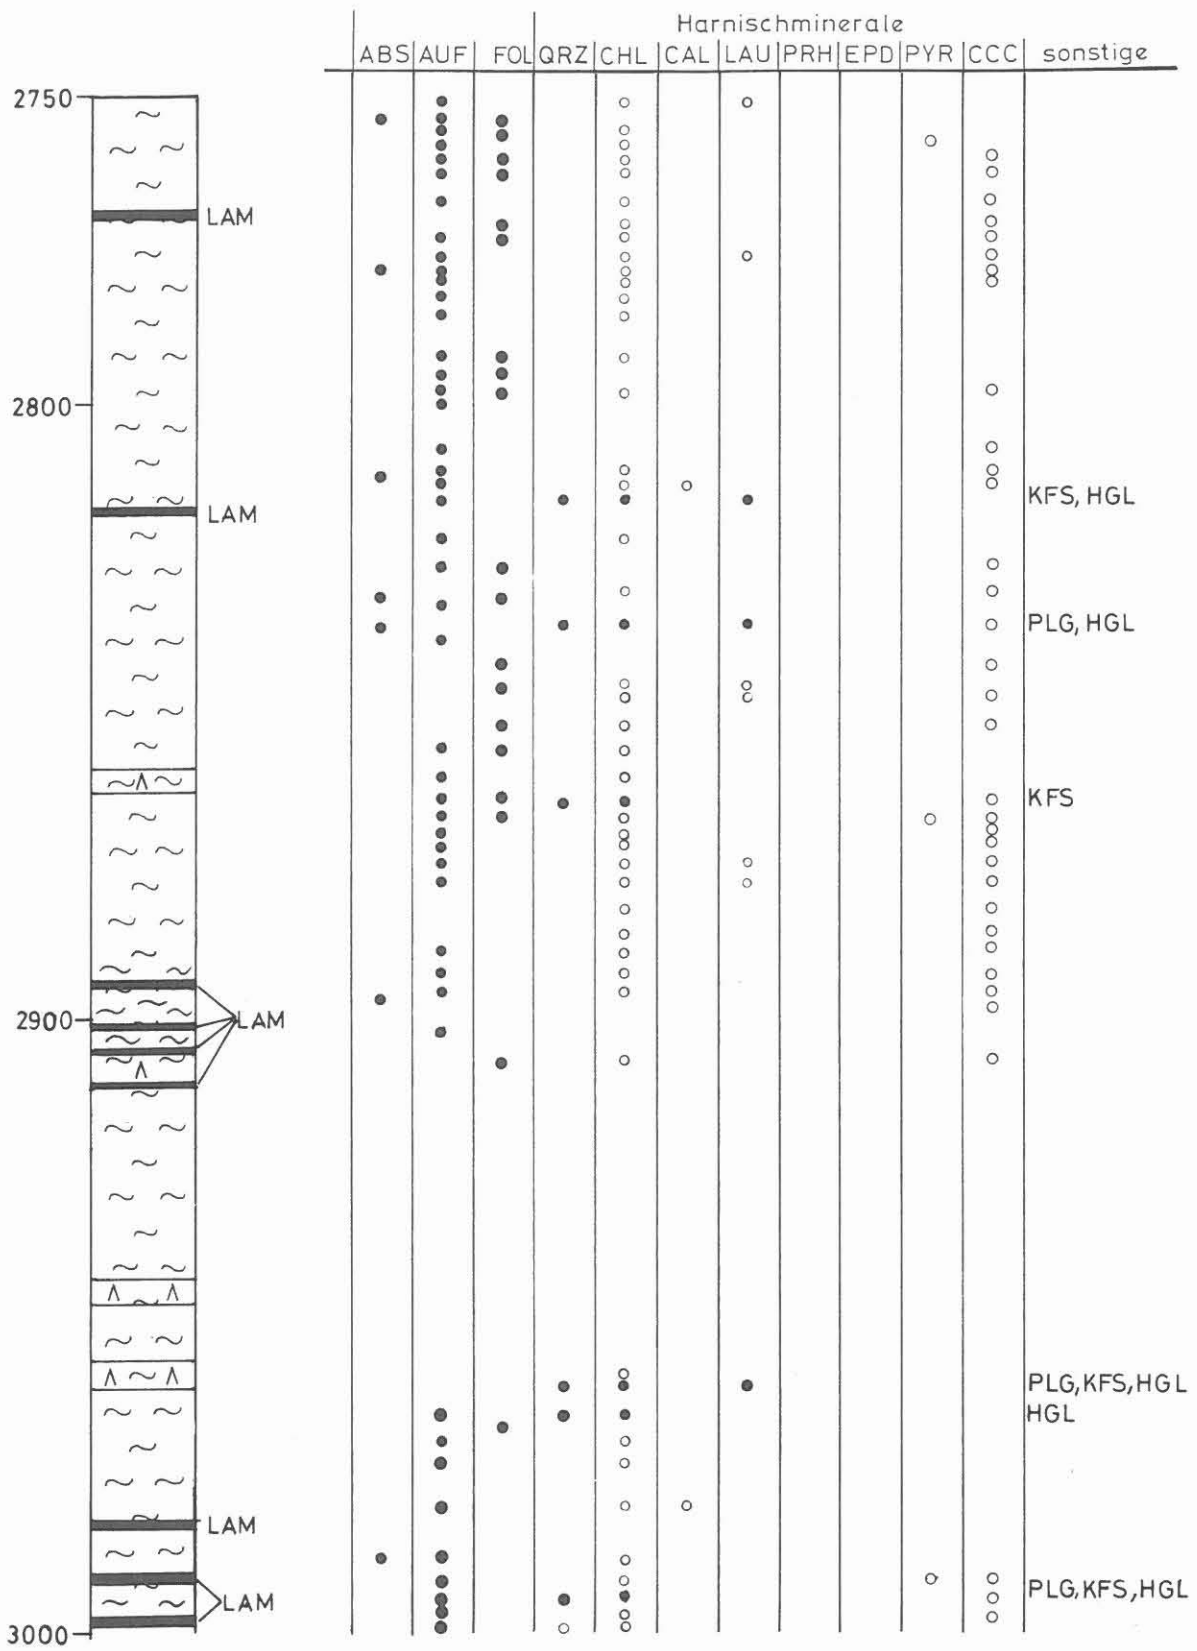 Harnischminerale
ABS AUF FOL QRZ CHL CAL LAU PRH EPD PYR CCC sonstige
2750
LAM
2800
KFS, HGL
LAM
PLG, HGL
KFS
2900
LAM
PLG,KFS,HGL
HGL
LAM
PLG,KFS,HGL
LAM
3000